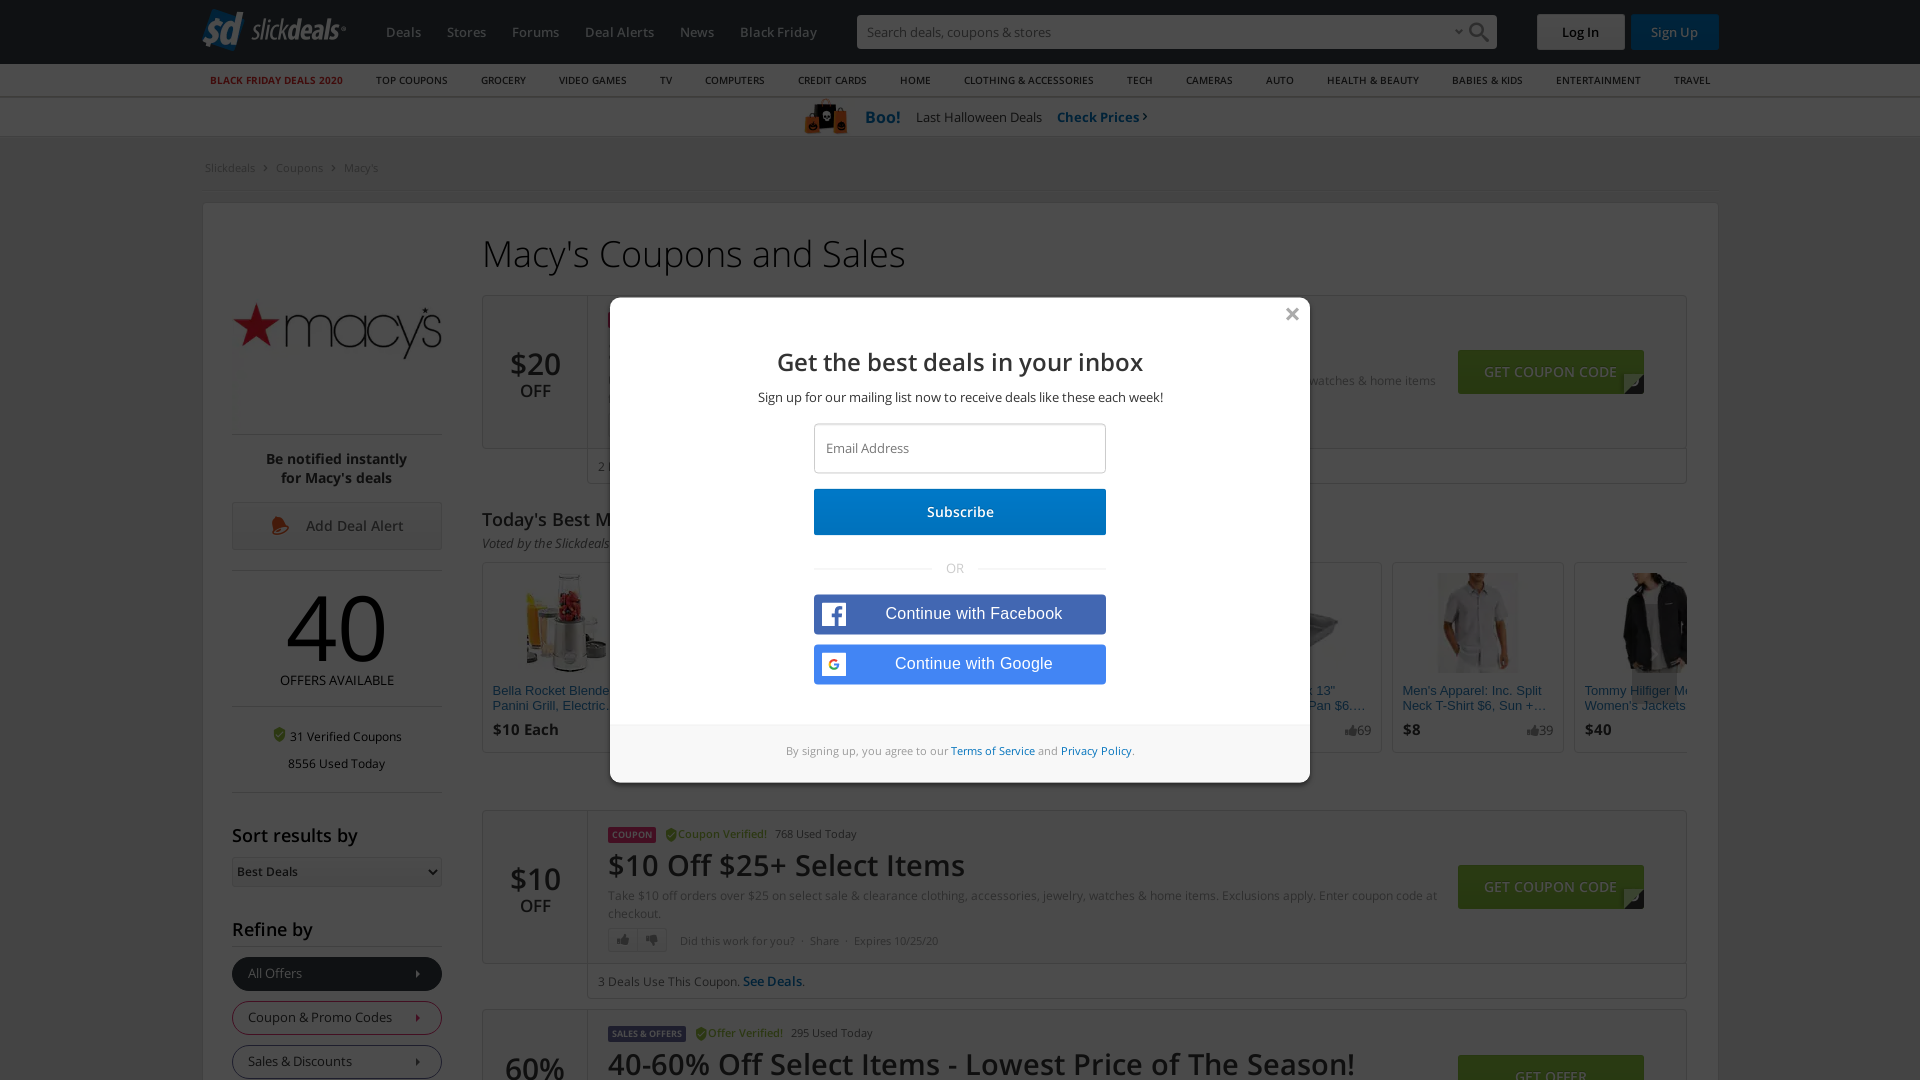 slickdeals
Deals Stores Forums Deal Alerts News Black Friday
Search deals, coupons & stores
Log In
Sign Up
BLACK FRIDAY DEALS 2020 TOP COUPONS GROCERY VIDEO GAMES TV COMPUTERS CREDIT CARDS HOME CLOTHING & ACCESSORIES TECH CAMERAS AUTO HEALTH & BEAUTY BABIES & KIDS ENTERTAINMENT TRAVEL
Boo! Last Halloween Deals Check Prices
Slickdeals Coupons Macy's
macy's
Be notified instantly
for Macy's deals
Add Deal Alert
40
OFFERS AVAILABLE
31 Verified Coupons
8556 Used Today
Sort results by
Best Deals
Refine by
All Offers
Coupon & Promo Codes
Sales & Discounts
Macy's Coupons and Sales
$20
OFF
watches & home items
GET COUPON CODE
2
Today's Best M
Voted by the Slickdeals
Bella Rocket Blende
Panini Grill, Electric...
$10 Each
13"
Pan $6....
69
Men's Apparel: Inc. Split
Neck T-Shirt $6, Sun +...
$8
39
Tommy Hilfiger Me
Women's Jackets
$40
Get the best deals in your inbox
Sign up for our mailing list now to receive deals like these each week!
Email Address
Subscribe
OR
Continue with Facebook
Continue with Google
By signing up, you agree to our Terms of Service and Privacy Policy.
$10
OFF
COUPON Coupon Verified! 768 Used Today
$10 Off $25+ Select Items
Take $10 off orders over $25 on select sale & clearance clothing, accessories, jewelry, watches & home items. Exclusions apply. Enter coupon code at
checkout.
Did this work for you? · Share · Expires 10/25/20
GET COUPON CODE
3 Deals Use This Coupon. See Deals.
60%
SALES & OFFERS Offer Verified! 295 Used Today
40-60% Off Select Items - Lowest Price of The Season!
GET OFFER